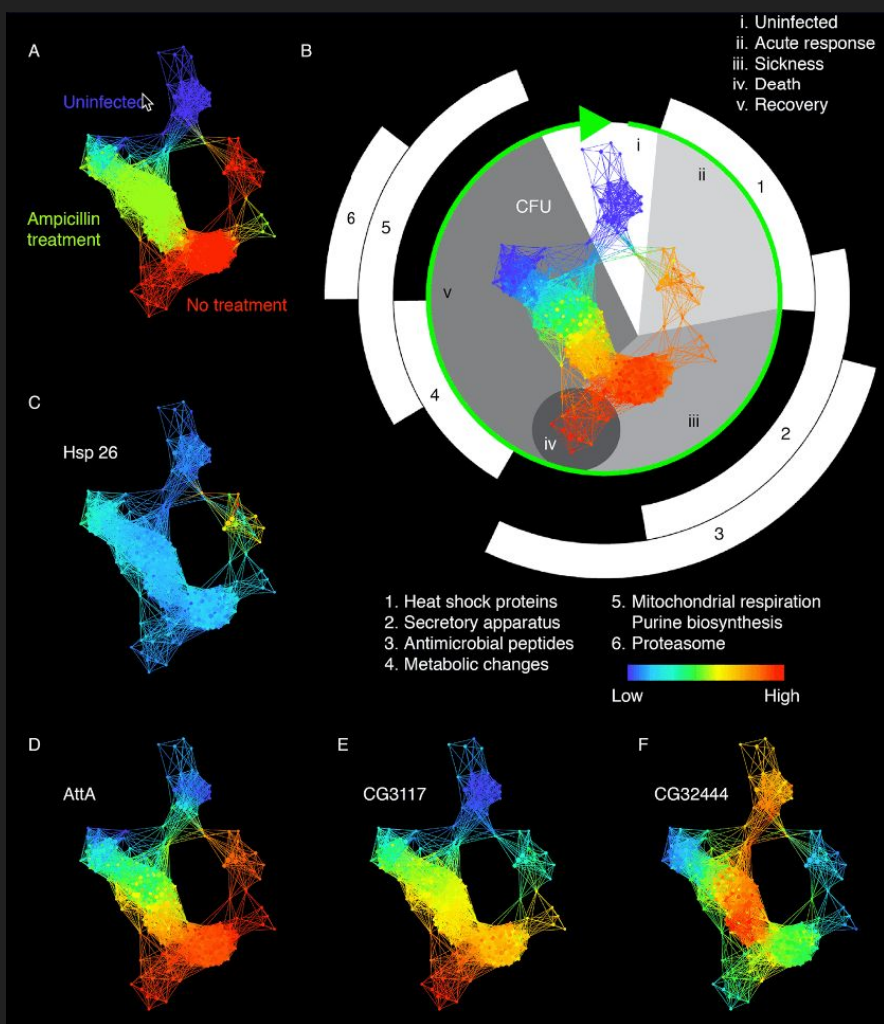 A
Uninfected
Ampicillin
treatment
No treatment
B
i. Uninfected
ii. Acute response
iii. Sickness
iv. Death
v. Recovery
CFU
i
ii
iii
iv
v
1
2
3
4
5
6
C
Hsp 26
1. Heat shock proteins
2. Secretory apparatus
3. Antimicrobial peptides
4. Metabolic changes
5. Mitochondrial respiration
Purine biosynthesis
6. Proteasome
Low
High
D
AttA
E
CG3117
F
CG32444